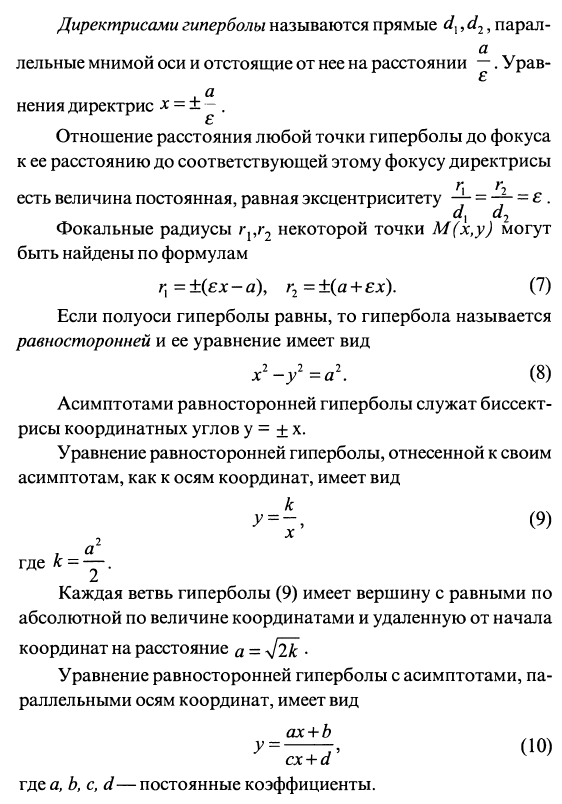 Директрисами гиперболы называются прямые d₁, d₂, парал-
лельные мнимой оси и отстоящие от нее на расстоянии a/ε. Урав-
нения директрис x = ± a/ε.
Отношение расстояния любой точки гиперболы до фокуса
к ее расстоянию до соответствующей этому фокусу директрисы
есть величина постоянная, равная эксцентриситету r₁/d₁ = r₂/d₂ = ε.
Фокальные радиусы r₁,r₂ некоторой точки M(x,y) могут
быть найдены по формулам
r₁ = ±(εx − a), r₂ = ±(a + εx). (7)
Если полуоси гиперболы равны, то гипербола называется
равносторонней и ее уравнение имеет вид
x² − y² = a². (8)
Асимптотами равносторонней гиперболы служат биссект-
рисы координатных углов y = ± x.
Уравнение равносторонней гиперболы, отнесенной к своим
асимптотам, как к осям координат, имеет вид
y = k/x, (9)
где k = a²/2.
Каждая ветвь гиперболы (9) имеет вершину с равными по
абсолютной по величине координатами и удаленную от начала
координат на расстояние a = √2k.
Уравнение равносторонней гиперболы с асимптотами, па-
раллельными осям координат, имеет вид
y = (ax + b)/(cx + d), (10)
где a, b, c, d — постоянные коэффициенты.